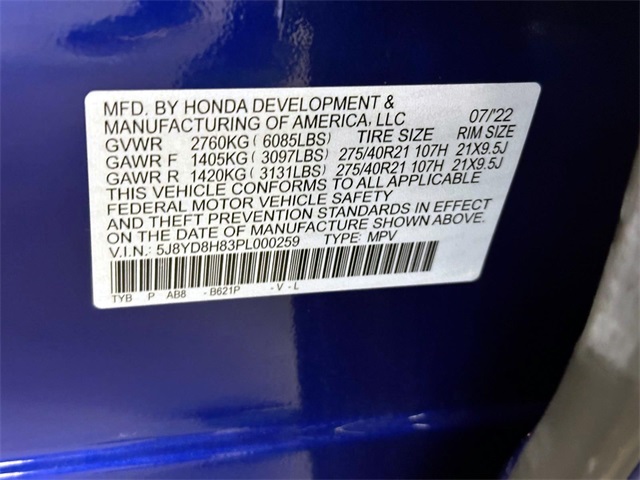 MFD. BY HONDA DEVELOPMENT &
MANUFACTURING OF AMERICA, LLC 07/'22
GVWR 2760KG ( 6085LBS) TIRE SIZE RIM SIZE
GAWR F 1405KG ( 3097LBS) 275/40R21 107H 21X9.5J
GAWR R 1420KG ( 3131LBS) 275/40R21 107H 21X9.5J
THIS VEHICLE CONFORMS TO ALL APPLICABLE
FEDERAL MOTOR VEHICLE SAFETY
AND THEFT PREVENTION STANDARDS IN EFFECT
ON THE DATE OF MANUFACTURE SHOWN ABOVE.
V.I.N.: 5J8YD8H83PL000259 TYPE: MPV
TYB P AB8 - B621P - V - L